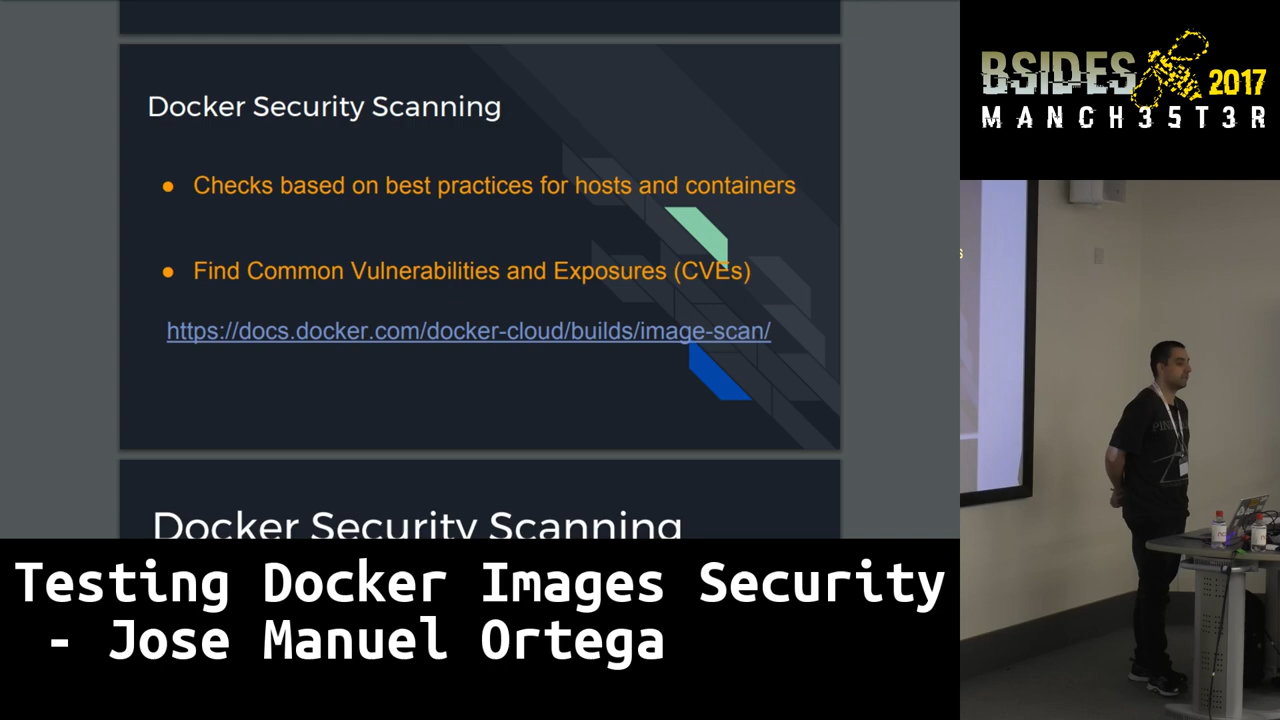 Docker Security Scanning
● Checks based on best practices for hosts and containers
● Find Common Vulnerabilities and Exposures (CVEs)
https://docs.docker.com/docker-cloud/builds/image-scan/
Docker Security Scanning
Testing Docker Images Security
- Jose Manuel Ortega
BSIDES 2017
MANCH35T3R